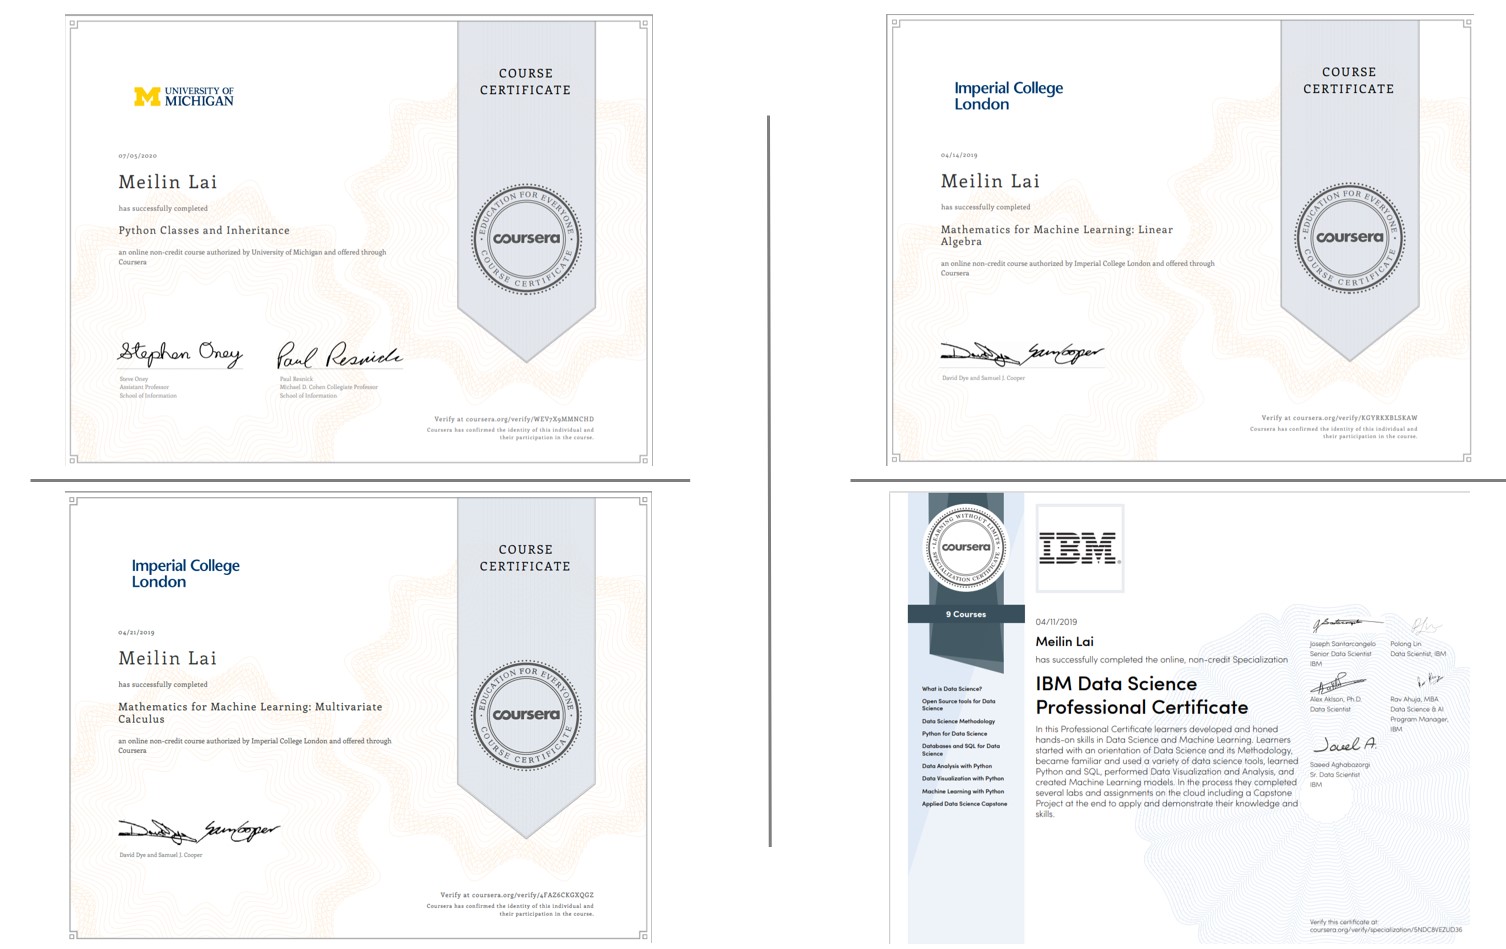 UNIVERSITY OF
MICHIGAN
COURSE
CERTIFICATE
07/05/2020
Meilin Lai
has successfully completed
Python Classes and Inheritance
an online non-credit course authorized by University of Michigan and offered through
Coursera
EDUCATION FOR EVERYONE
coursera
COURSE CERTIFICATE
Stephen Oney
Paul Resnick
Steve Oney
Assistant Professor
School of Information
Paul Resnick
Michael D. Cohen Collegiate Professor
School of Information
Verify at coursera.org/verify/WEV7X9MMNCHD
Coursera has confirmed the identity of this individual and
their participation in the course.
Imperial College
London
COURSE
CERTIFICATE
04/14/2019
Meilin Lai
has successfully completed
Mathematics for Machine Learning: Linear
Algebra
an online non-credit course authorized by Imperial College London and offered through
Coursera
EDUCATION FOR EVERYONE
coursera
COURSE CERTIFICATE
David Dye and Samuel J. Cooper
Verify at coursera.org/verify/KGYRKXBLSKAW
Coursera has confirmed the identity of this individual and
their participation in the course.
Imperial College
London
COURSE
CERTIFICATE
04/21/2019
Meilin Lai
has successfully completed
Mathematics for Machine Learning: Multivariate
Calculus
an online non-credit course authorized by Imperial College London and offered through
Coursera
EDUCATION FOR EVERYONE
coursera
COURSE CERTIFICATE
David Dye and Samuel J. Cooper
Verify at coursera.org/verify/4FAZ6CKGXQGZ
Coursera has confirmed the identity of this individual and
their participation in the course.
LEARNING WITHOUT LIMITS
coursera
SPECIALIZATION CERTIFICATE
9 Courses
What is Data Science?
Open Source tools for Data
Science
Data Science Methodology
Python for Data Science
Databases and SQL for Data
Science
Data Analysis with Python
Data Visualization with Python
Machine Learning with Python
Applied Data Science Capstone
IBM
04/11/2019
Meilin Lai
has successfully completed the online, non-credit Specialization
IBM Data Science
Professional Certificate
In this Professional Certificate learners developed and honed
hands-on skills in Data Science and Machine Learning. Learners
started with an orientation of Data Science and its Methodology,
became familiar and used a variety of data science tools, learned
Python and SQL, performed Data Visualization and Analysis, and
created Machine Learning models. In the process they completed
several labs and assignments on the cloud including a Capstone
Project at the end to apply and demonstrate their knowledge and
skills.
Joseph Santarcangelo
Senior Data Scientist
IBM
Polong Lin
Data Scientist, IBM
Alex Aklson, Ph.D.
Data Scientist
Rav Ahuja, MBA
Data Science & AI
Program Manager,
IBM
Saeed Aghabozorgi
Sr. Data Scientist
IBM
Verify this certificate at:
coursera.org/verify/specialization/5NDC8VEZUDJ6